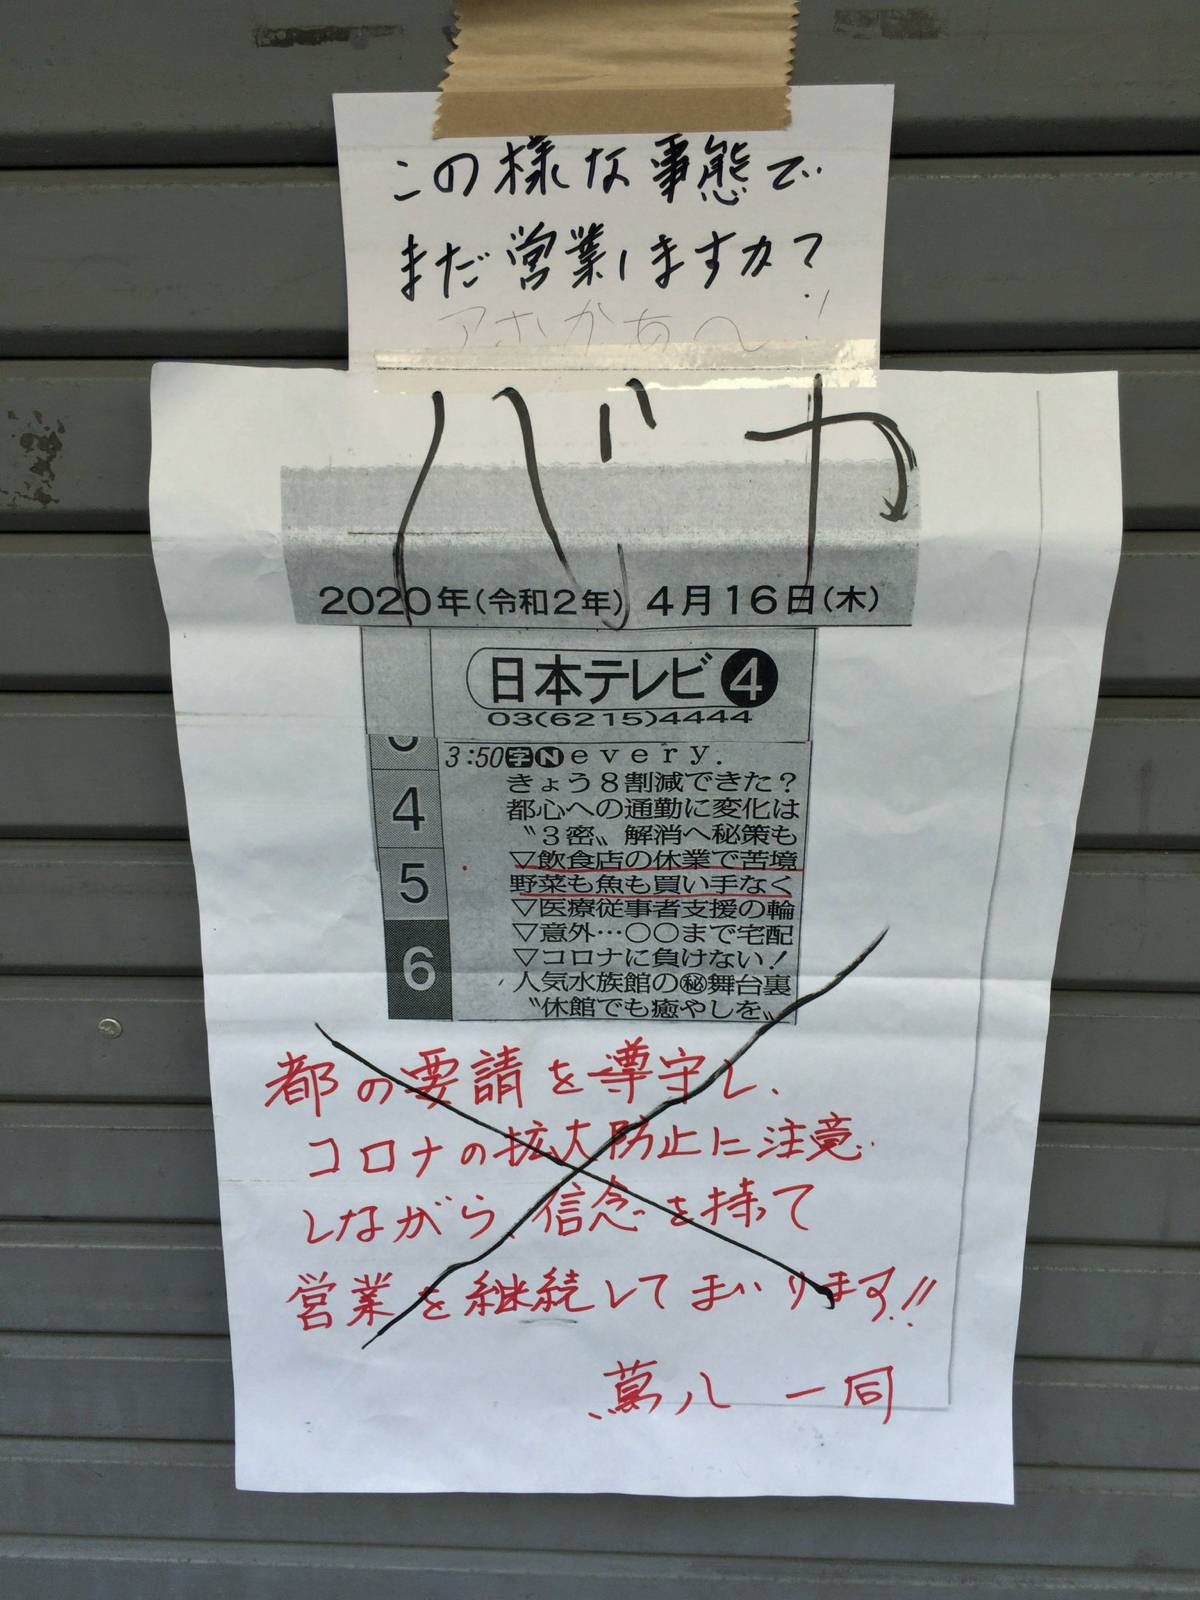 この様な事態で
まだ営業しますか?
アホかあ〜!
バカ
2020年(令和2年) 4月16日(木)
日本テレビ4
03(6215)4444
3:50字N every.
きょう8割減できた?
都心への通勤に変化は
〝3密〟解消へ秘策も
▽飲食店の休業で苦境
野菜も魚も買い手なく
▽医療従事者支援の輪
▽意外…○○まで宅配
▽コロナに負けない!
人気水族館の㊙舞台裏
〝休館でも癒やしを〟
4
5
6
都の要請を遵守し、
コロナの拡大防止に注意
しながら、信念を持て
営業を継続してまいります!!
萬八 一同